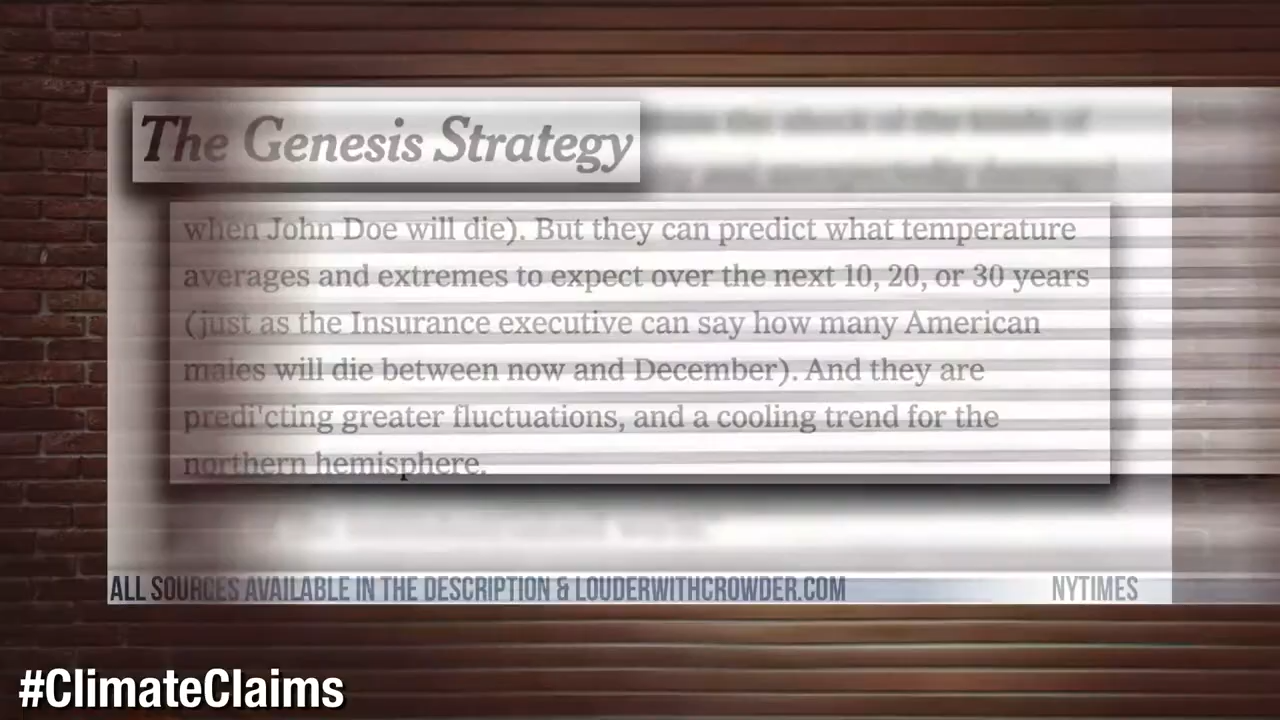 The Genesis Strategy
when John Doe will die). But they can predict what temperature
averages and extremes to expect over the next 10, 20, or 30 years
(just as the Insurance executive can say how many American
males will die between now and December). And they are
predi'cting greater fluctuations, and a cooling trend for the
northern hemisphere.
ALL SOURCES AVAILABLE IN THE DESCRIPTION & LOUDERWITHCROWDER.COM NYTIMES
#ClimateClaims